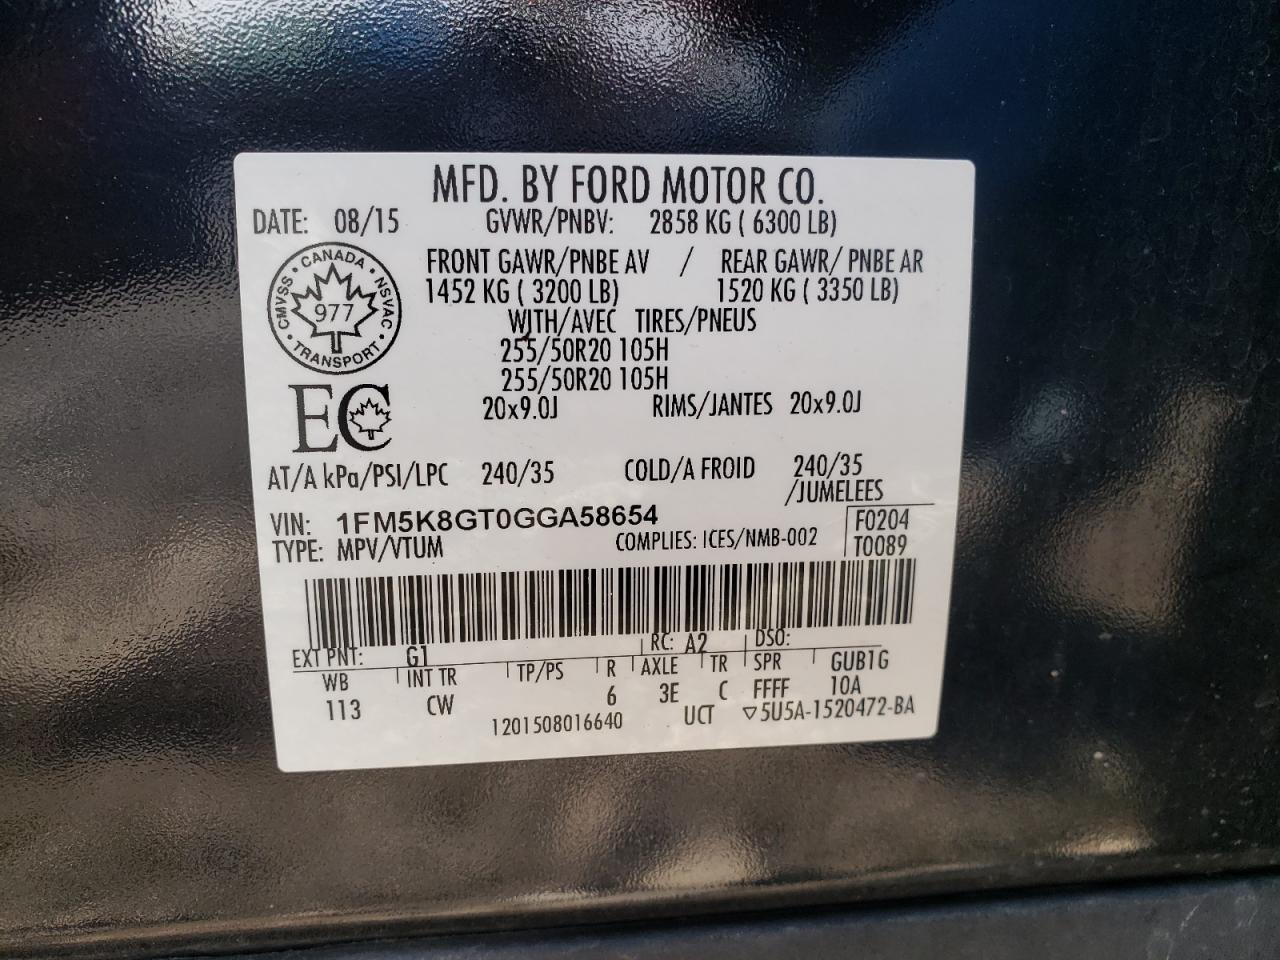 MFD. BY FORD MOTOR CO.
DATE: 08/15 GVWR/PNBV: 2858 KG ( 6300 LB)
CANADA CMVSS NSVAC 977 TRANSPORT
FRONT GAWR/PNBE AV / REAR GAWR/ PNBE AR
1452 KG ( 3200 LB) 1520 KG ( 3350 LB)
WITH/AVEC TIRES/PNEUS
255/50R20 105H
255/50R20 105H
EC
20x9.0J RIMS/JANTES 20x9.0J
AT/A kPa/PSI/LPC 240/35 COLD/A FROID 240/35
/JUMELEES
VIN: 1FM5K8GT0GGA58654 F0204
TYPE: MPV/VTUM COMPLIES: ICES/NMB-002 T0089
EXT PNT: G1 RC: A2 DSO:
WB INT TR TP/PS R AXLE TR SPR GUB1G
113 CW 6 3E C FFFF 10A
1201508016640 UCT ▽5U5A-1520472-BA